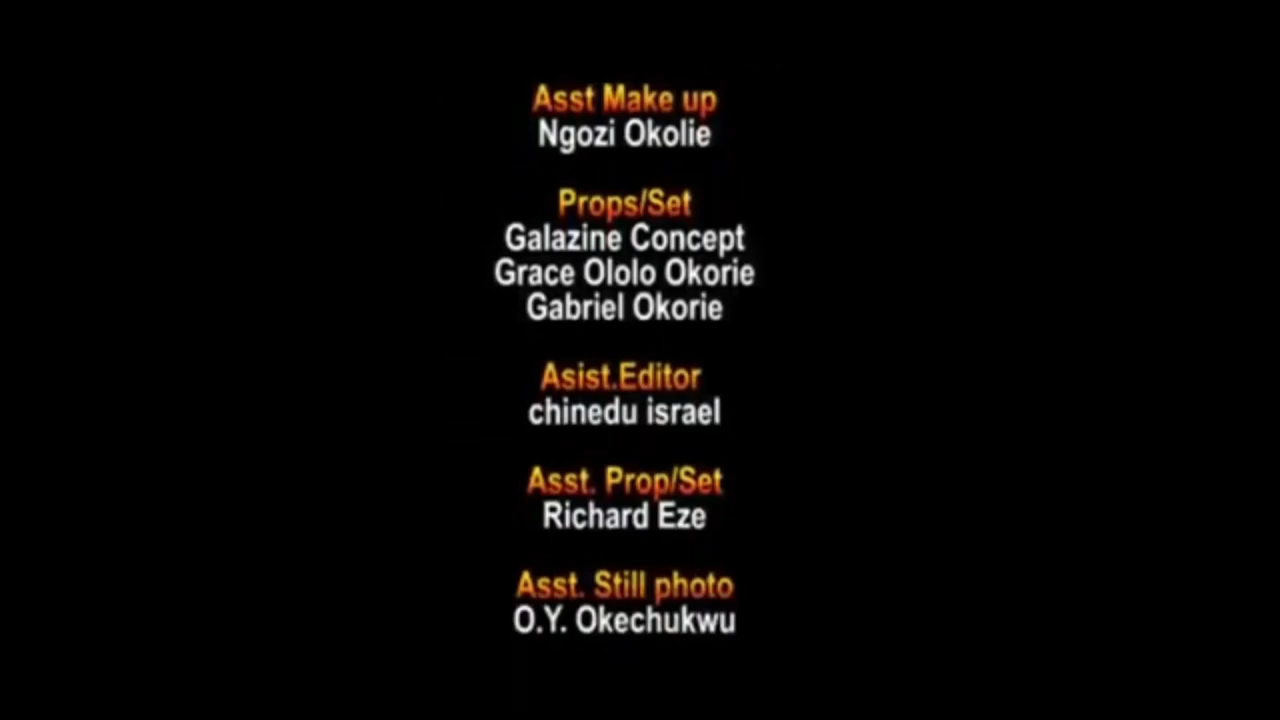 Asst Make up
Ngozi Okolie
Props/Set
Galazine Concept
Grace Ololo Okorie
Gabriel Okorie
Asist.Editor
chinedu israel
Asst. Prop/Set
Richard Eze
Asst. Still photo
O.Y. Okechukwu